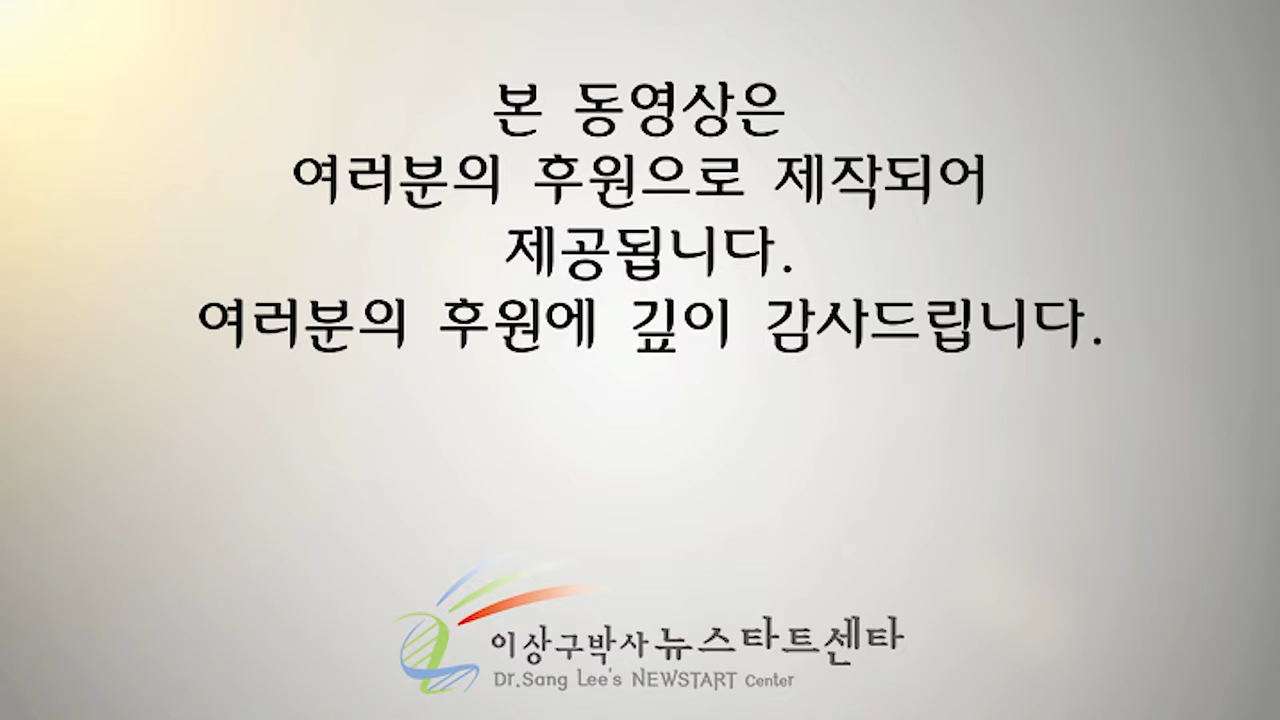 본 동영상은
여러분의 후원으로 제작되어
제공됩니다.
여러분의 후원에 깊이 감사드립니다.
이상구박사 뉴스타트센타
Dr.Sang Lee's NEWSTART Center